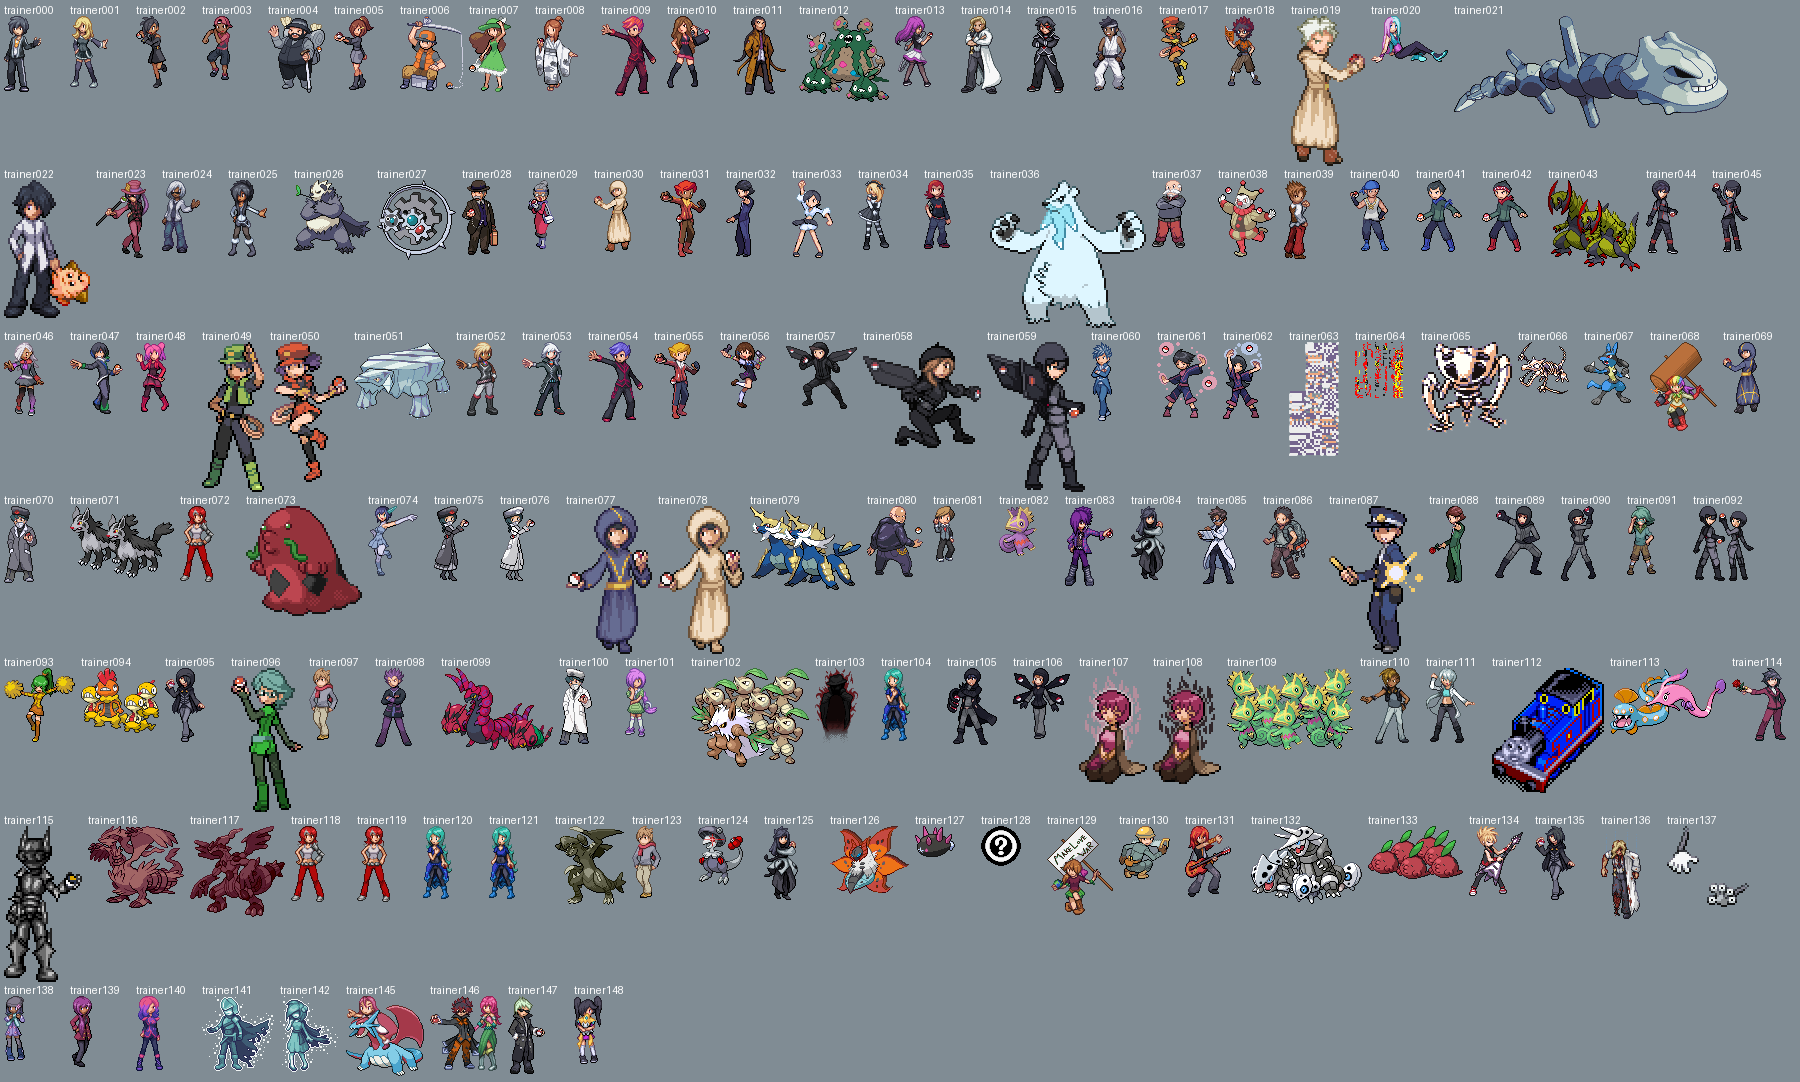 trainer000 trainer001 trainer002 trainer003 trainer004 trainer005 trainer006 trainer007 trainer008 trainer009 trainer010 trainer011 trainer012 trainer013 trainer014 trainer015 trainer016 trainer017 trainer018 trainer019 trainer020 trainer021
trainer022 trainer023 trainer024 trainer025 trainer026 trainer027 trainer028 trainer029 trainer030 trainer031 trainer032 trainer033 trainer034 trainer035 trainer036 trainer037 trainer038 trainer039 trainer040 trainer041 trainer042 trainer043 trainer044 trainer045
trainer046 trainer047 trainer048 trainer049 trainer050 trainer051 trainer052 trainer053 trainer054 trainer055 trainer056 trainer057 trainer058 trainer059 trainer060 trainer061 trainer062 trainer063 trainer064 trainer065 trainer066 trainer067 trainer068 trainer069
trainer070 trainer071 trainer072 trainer073 trainer074 trainer075 trainer076 trainer077 trainer078 trainer079 trainer080 trainer081 trainer082 trainer083 trainer084 trainer085 trainer086 trainer087 trainer088 trainer089 trainer090 trainer091 trainer092
trainer093 trainer094 trainer095 trainer096 trainer097 trainer098 trainer099 trainer100 trainer101 trainer102 trainer103 trainer104 trainer105 trainer106 trainer107 trainer108 trainer109 trainer110 trainer111 trainer112 trainer113 trainer114
trainer115 trainer116 trainer117 trainer118 trainer119 trainer120 trainer121 trainer122 trainer123 trainer124 trainer125 trainer126 trainer127 trainer128 trainer129 trainer130 trainer131 trainer132 trainer133 trainer134 trainer135 trainer136 trainer137
?
MAKE LOVE
WAR
trainer138 trainer139 trainer140 trainer141 trainer142 trainer145 trainer146 trainer147 trainer148